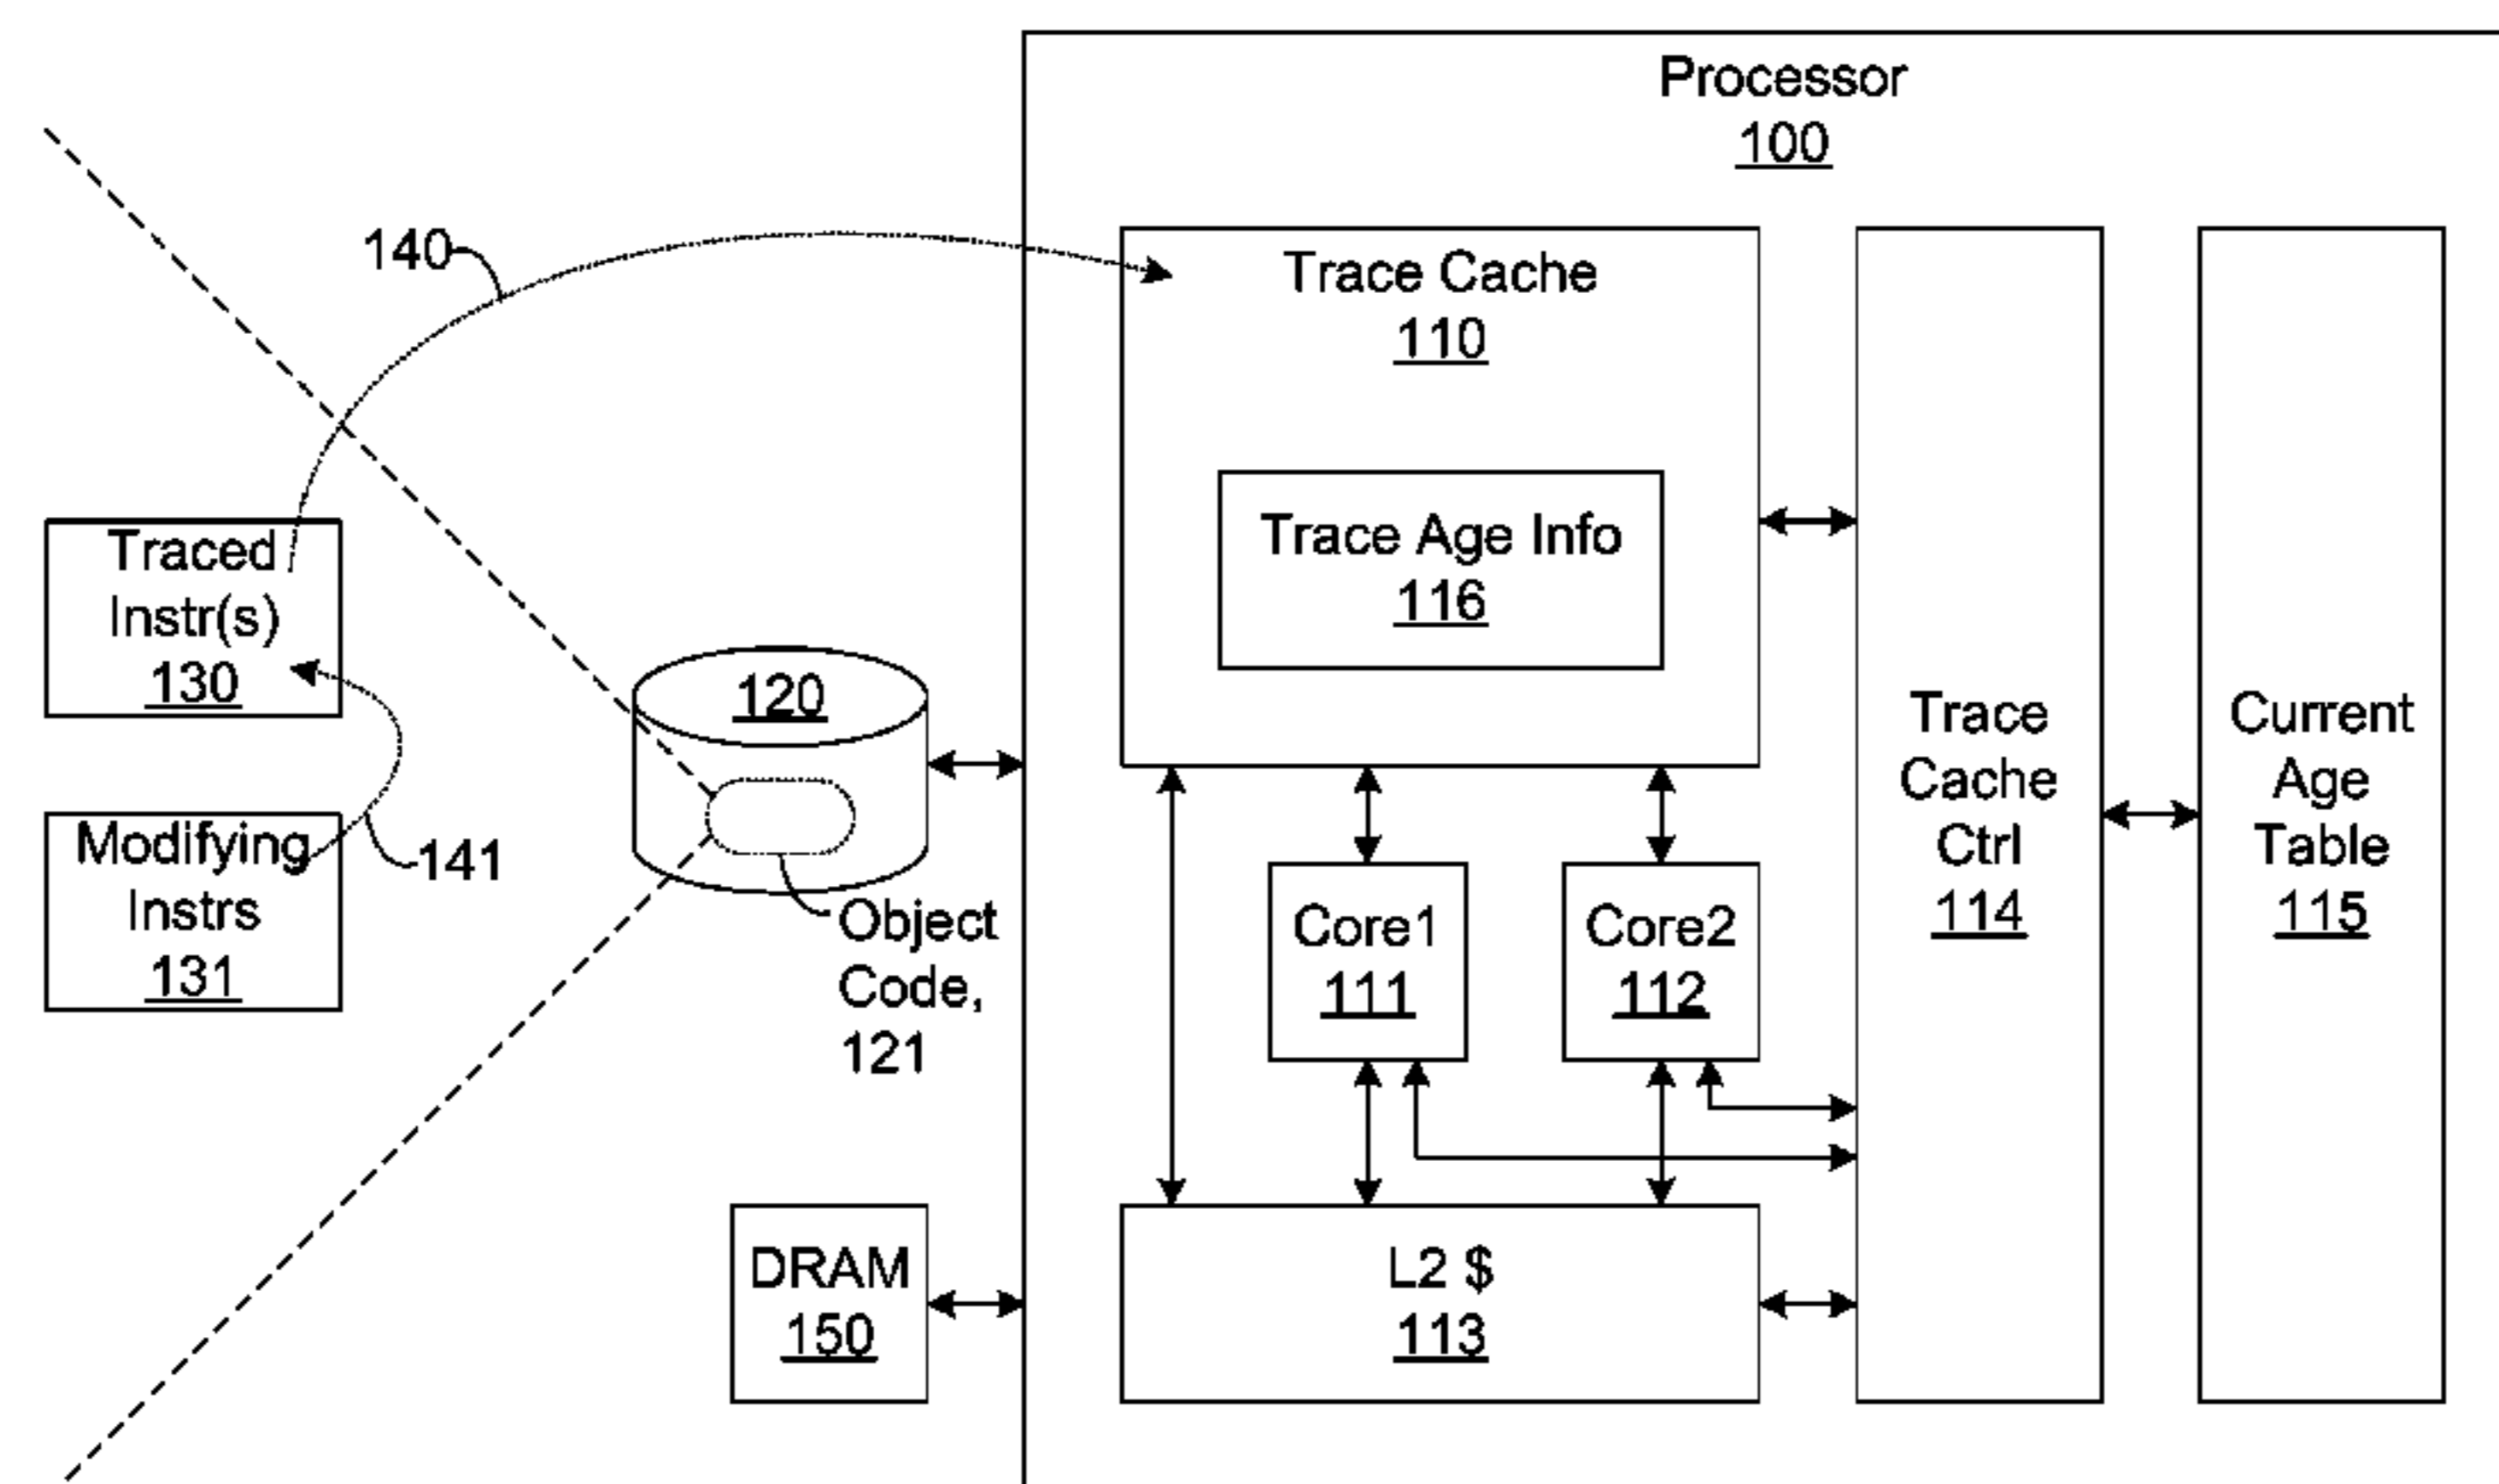 Processor
100
140
Trace Cache
110
Trace Age Info
116
Traced
Instr(s)
130
Modifying
Instrs
131
141
120
Object
Code,
121
Core1
111
Core2
112
Trace
Cache
Ctrl
114
Current
Age
Table
115
DRAM
150
L2 $
113